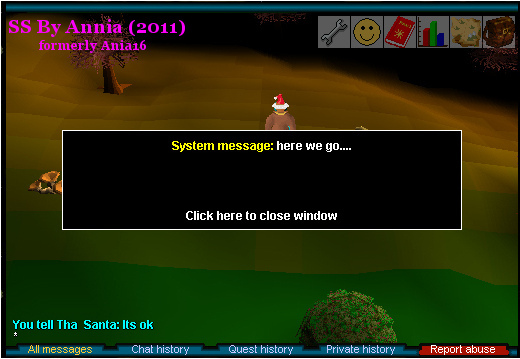 SS By Annia (2011)
formerly Ania16
System message: here we go....
Click here to close window
You tell Tha Santa: Its ok
*
All messages
Chat history
Quest history
Private history
Report abuse